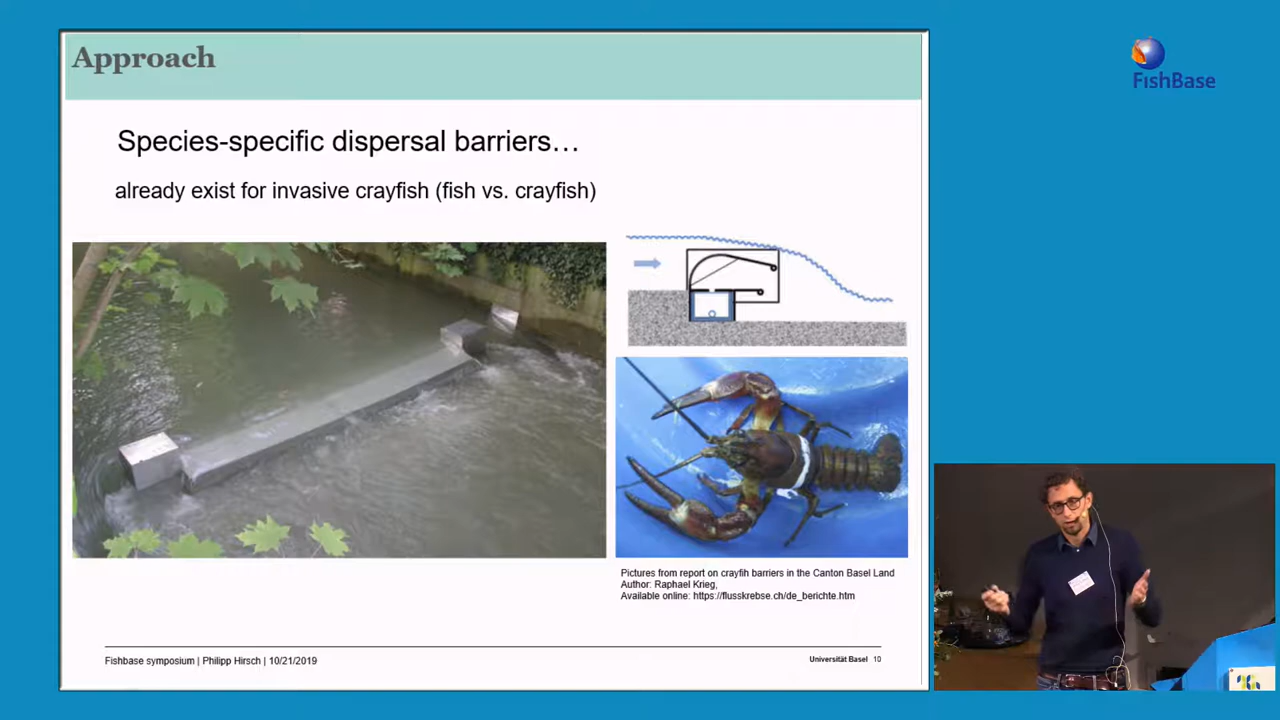 Approach
FishBase
Species-specific dispersal barriers…
already exist for invasive crayfish (fish vs. crayfish)
Pictures from report on crayfih barriers in the Canton Basel Land
Author: Raphael Krieg,
Available online: https://flusskrebse.ch/de_berichte.htm
Fishbase symposium | Philipp Hirsch | 10/21/2019
Universität Basel 10